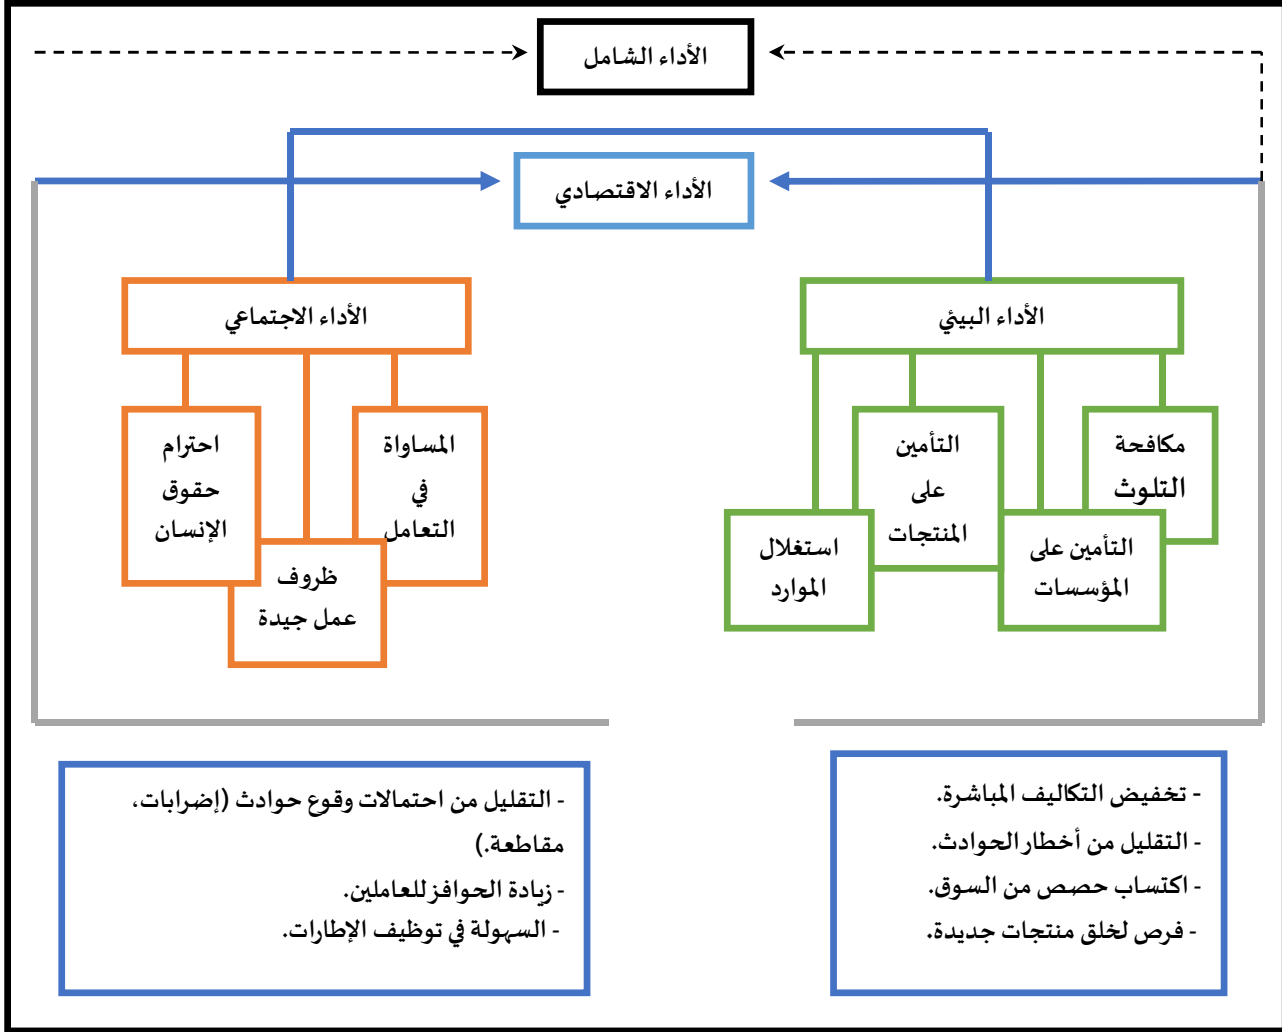 الأداء الشامل
الأداء الاقتصادي
الأداء البيئي
الأداء الاجتماعي
مكافحة
التلوث
التأمين على
المؤسسات
التأمين
على
المنتجات
استغلال
الموارد
المساواة
في
التعامل
ظروف
عمل جيدة
احترام
حقوق
الإنسان
- تخفيض التكاليف المباشرة.
- التقليل من أخطار الحوادث.
- اكتساب حصص من السوق.
- فرص لخلق منتجات جديدة.
- التقليل من احتمالات وقوع حوادث (إضرابات،
مقاطعة.)
- زيادة الحوافز للعاملين.
- السهولة في توظيف الإطارات.